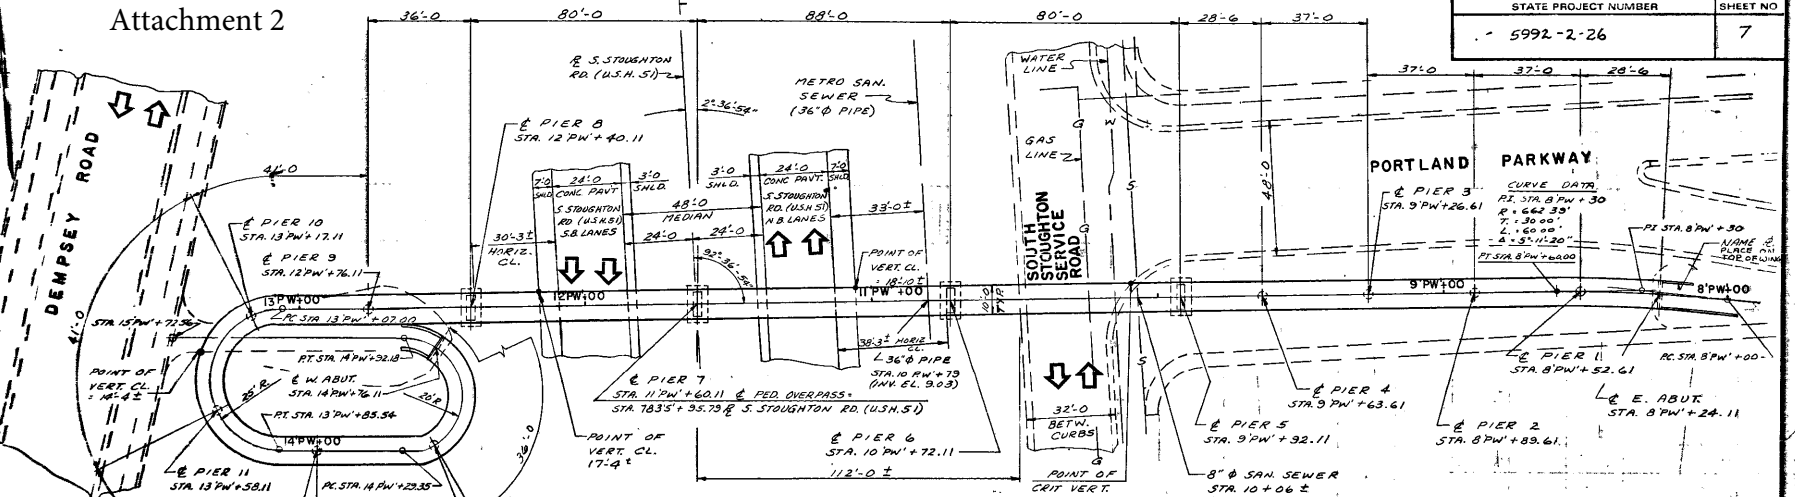 Attachment 2
STATE PROJECT NUMBER
SHEET NO
5992-2-26
7
36'-0
80'-0
88'-0
80'-0
28'-6
37'-0
37'-0
37'-0
28'-6
℄ PIER 8
STA. 12'PW'+40.11
S. STOUGHTON
RD. (U.S.H. 51)
2°-36'-54"
METRO SAN.
SEWER
(36"Φ PIPE)
WATER
LINE
GAS
LINE
G
W
S
DEMPSEY ROAD
41'-0
℄ PIER 10
STA. 13'PW'+17.11
℄ PIER 9
STA. 12'PW'+76.11
7'-0
SHLD
24'-0
CONC. PAVT.
S. STOUGHTON
RD (U.S.H.51)
S.B. LANES
3'-0
SHLD.
48'-0
MEDIAN
24'-0
24'-0
3'-0
SHLD.
24'-0
CONC PAVT.
S. STOUGHTON
RD. (U.S.H 51)
N.B. LANES
7'-0
SHLD.
33'-0±
30'-3±
HORIZ.
CL.
92°-36'-54"
POINT OF
VERT. CL.
= 18'-10±
SOUTH
STOUGHTON
SERVICE
ROAD
G
48'-0
PORTLAND PARKWAY
℄ PIER 3
STA. 9'PW'+26.61
CURVE DATA
P.I. STA. 8'PW'+30
R = 662.39'
T = 30.00'
L = 60.00'
Δ = 5°-11'-20"
PI STA. 8'PW'+30
PT. STA. 8'PW'+60.00
NAME
PLACE ON
TOP OF WING
13'PW'+00
12'PW'+00
11'PW'+00
10'-0
TYP.
9'PW'+00
8'PW'+00
PC STA. 13'PW'+07.00
STA. 15'PW'+72.56
41'-0
P.T. STA. 14'PW'+92.18
POINT OF
VERT. CL.
= 14'-4±
℄ W. ABUT.
STA. 14'PW'+76.11
25'R
20'R
P.T. STA. 13'PW'+85.54
14'PW'+00
36'-0
℄ PIER 11
STA. 13'PW'+58.11
P.C. STA. 14'PW'+29.35
℄ PIER 7
STA. 11'PW'+60.11 ℄ PED. OVERPASS =
STA. 783'S'+95.79 S. STOUGHTON RD. (U.S.H.51)
POINT OF
VERT. CL.
17'-4±
38'-3± HORIZ.
CL.
36"Φ PIPE
STA. 10'PW'+79
(INV. EL. 9.03)
℄ PIER 6
STA. 10'PW'+72.11
112'-0±
32'-0
BETW.
CURBS
G
S
POINT OF
CRIT VERT.
℄ PIER 5
STA. 9'PW'+92.11
8"Φ SAN. SEWER
STA. 10+06±
℄ PIER 4
STA. 9'PW'+63.61
℄ PIER 2
STA. 8'PW'+89.61
℄ PIER 1
STA. 8'PW'+52.61
℄ E. ABUT.
STA. 8'PW'+24.11
P.C. STA. 8'PW'+00